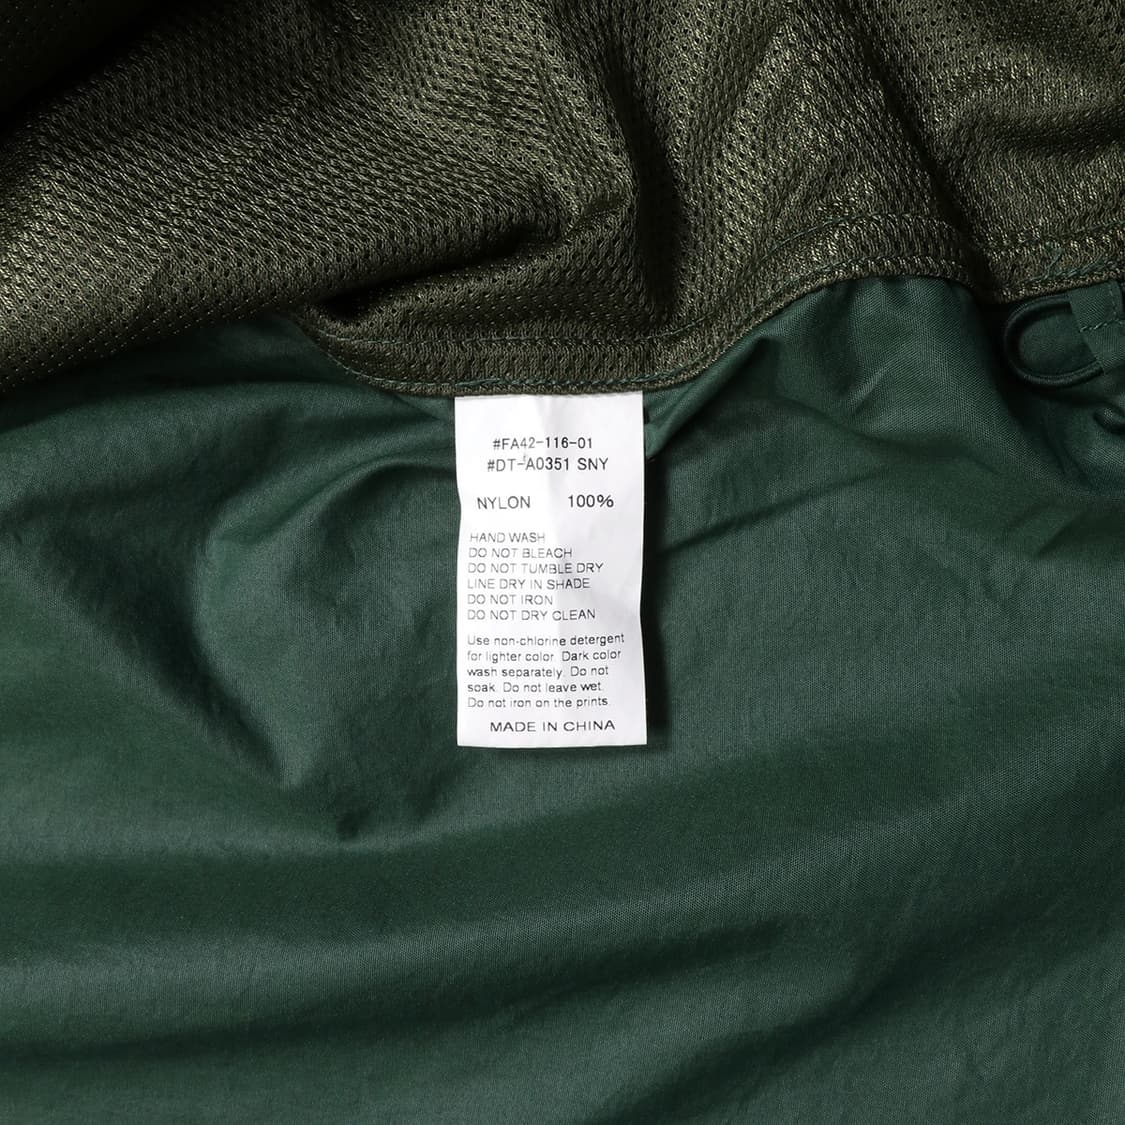 #FA42-116-01
#DT-A0351 SNY
NYLON 100%
HAND WASH
DO NOT BLEACH
DO NOT TUMBLE DRY
LINE DRY IN SHADE
DO NOT IRON
DO NOT DRY CLEAN
Use non-chlorine detergent
for lighter color. Dark color
wash separately. Do not
soak. Do not leave wet.
Do not iron on the prints.
MADE IN CHINA